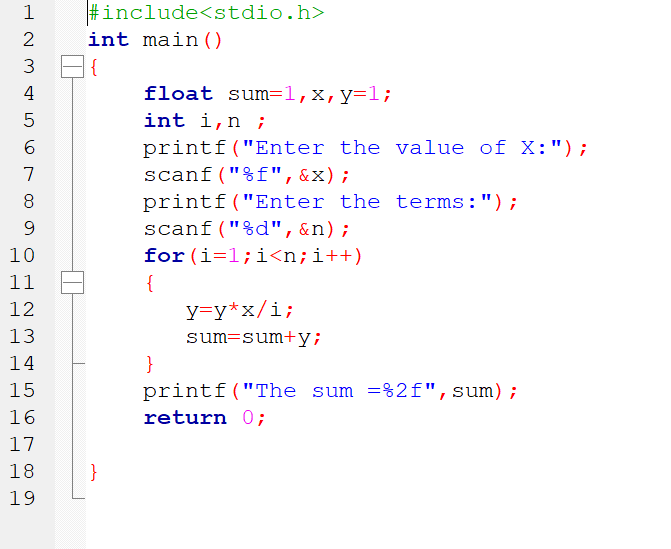 1 #include<stdio.h>
2 int main()
3 {
4 float sum=1,x,y=1;
5 int i,n ;
6 printf("Enter the value of X:");
7 scanf("%f",&x);
8 printf("Enter the terms:");
9 scanf("%d",&n);
10 for(i=1;i<n;i++)
11 {
12 y=y*x/i;
13 sum=sum+y;
14 }
15 printf("The sum =%2f",sum);
16 return 0;
17
18 }
19